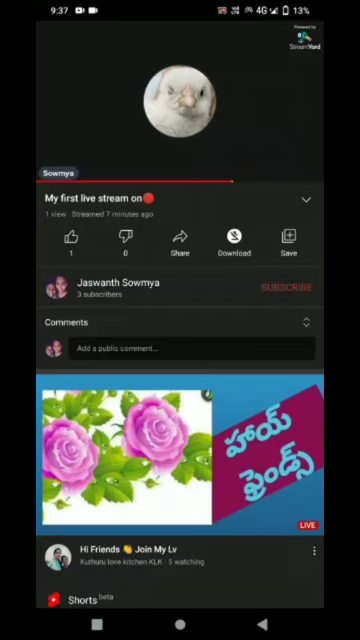 9:37
4G
13%
Powered by
StreamYard
Sowmya
My first live stream on🔴
1 view · Streamed 7 minutes ago
1
0
Share
Download
Save
Jaswanth Sowmya
3 subscribers
SUBSCRIBE
Comments
Add a public comment...
హాయ్
ఫ్రెండ్స్
LIVE
Hi Friends 👏 Join My Lv
Kuthuru love kitchen KLK · 5 watching
Shorts beta